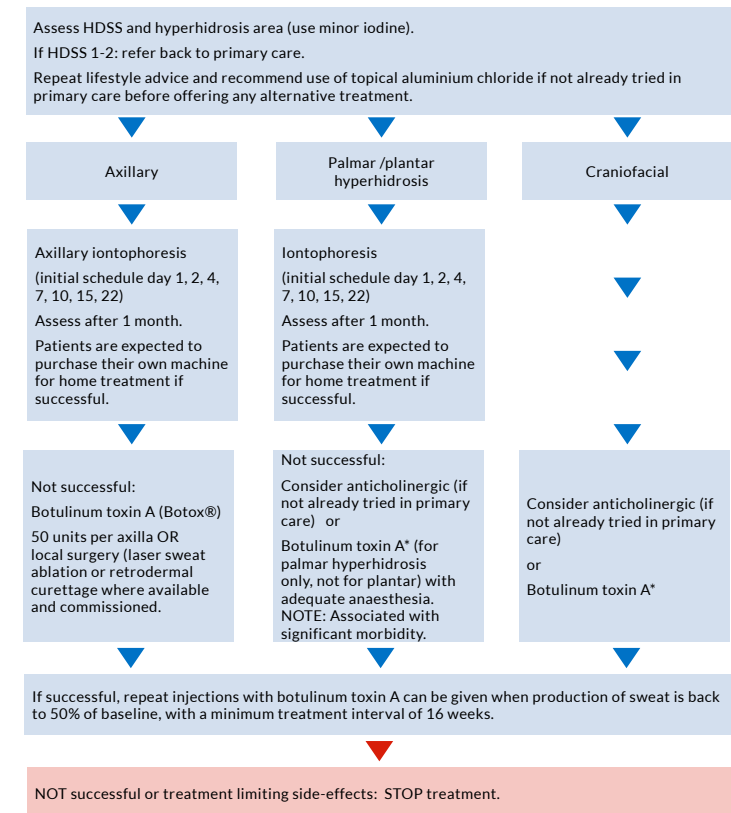 Assess HDSS and hyperhidrosis area (use minor iodine).
If HDSS 1-2: refer back to primary care.
Repeat lifestyle advice and recommend use of topical aluminium chloride if not already tried in
primary care before offering any alternative treatment.
Axillary
Palmar /plantar
hyperhidrosis
Craniofacial
Axillary iontophoresis
(initial schedule day 1, 2, 4,
7, 10, 15, 22)
Assess after 1 month.
Patients are expected to
purchase their own machine
for home treatment if
successful.
Iontophoresis
(initial schedule day 1, 2, 4,
7, 10, 15, 22)
Assess after 1 month.
Patients are expected to
purchase their own machine
for home treatment if
successful.
Not successful:
Botulinum toxin A (Botox®)
50 units per axilla OR
local surgery (laser sweat
ablation or retrodermal
curettage where available
and commissioned.
Not successful:
Consider anticholinergic (if
not already tried in primary
care) or
Botulinum toxin A* (for
palmar hyperhidrosis
only, not for plantar) with
adequate anaesthesia.
NOTE: Associated with
significant morbidity.
Consider anticholinergic (if
not already tried in primary
care)
or
Botulinum toxin A*
If successful, repeat injections with botulinum toxin A can be given when production of sweat is back
to 50% of baseline, with a minimum treatment interval of 16 weeks.
NOT successful or treatment limiting side-effects: STOP treatment.